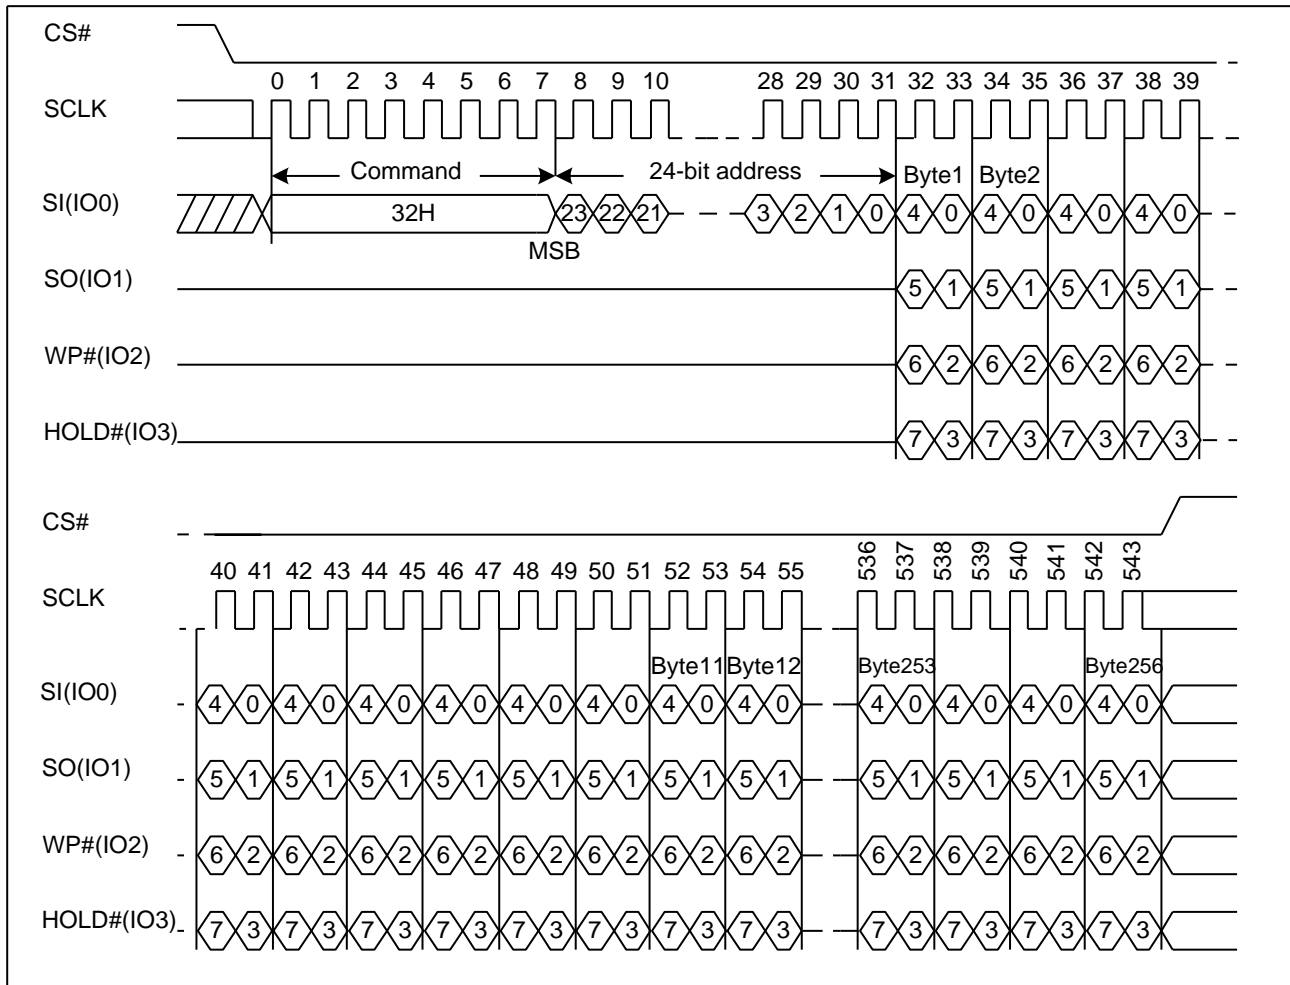 CS#
0 1 2 3 4 5 6 7 8 9 10 28 29 30 31 32 33 34 35 36 37 38 39
SCLK
Command 24-bit address Byte1 Byte2
SI(IO0) 32H 23 22 21 3 2 1 0 4 0 4 0 4 0 4 0
MSB
SO(IO1) 5 1 5 1 5 1 5 1
WP#(IO2) 6 2 6 2 6 2 6 2
HOLD#(IO3) 7 3 7 3 7 3 7 3
CS#
40 41 42 43 44 45 46 47 48 49 50 51 52 53 54 55 536 537 538 539 540 541 542 543
SCLK
Byte11 Byte12 Byte253 Byte256
SI(IO0) 4 0 4 0 4 0 4 0 4 0 4 0 4 0 4 0 4 0 4 0 4 0 4 0
SO(IO1) 5 1 5 1 5 1 5 1 5 1 5 1 5 1 5 1 5 1 5 1 5 1 5 1
WP#(IO2) 6 2 6 2 6 2 6 2 6 2 6 2 6 2 6 2 6 2 6 2 6 2 6 2
HOLD#(IO3) 7 3 7 3 7 3 7 3 7 3 7 3 7 3 7 3 7 3 7 3 7 3 7 3